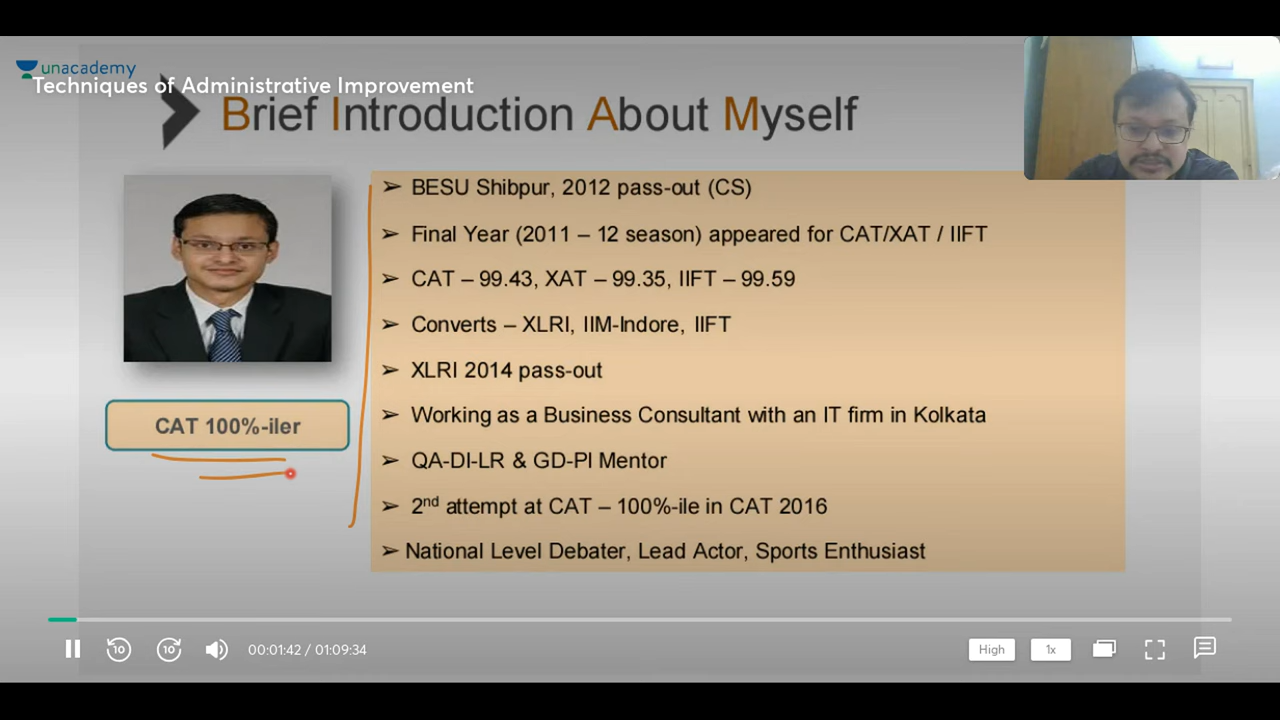 unacademy
Techniques of Administrative Improvement
Brief Introduction About Myself
➢ BESU Shibpur, 2012 pass-out (CS)
➢ Final Year (2011 – 12 season) appeared for CAT/XAT / IIFT
➢ CAT – 99.43, XAT – 99.35, IIFT – 99.59
➢ Converts – XLRI, IIM-Indore, IIFT
➢ XLRI 2014 pass-out
➢ Working as a Business Consultant with an IT firm in Kolkata
➢ QA-DI-LR & GD-PI Mentor
➢ 2nd attempt at CAT – 100%-ile in CAT 2016
➢ National Level Debater, Lead Actor, Sports Enthusiast
CAT 100%-iler
10 10 00:01:42 / 01:09:34 High 1x